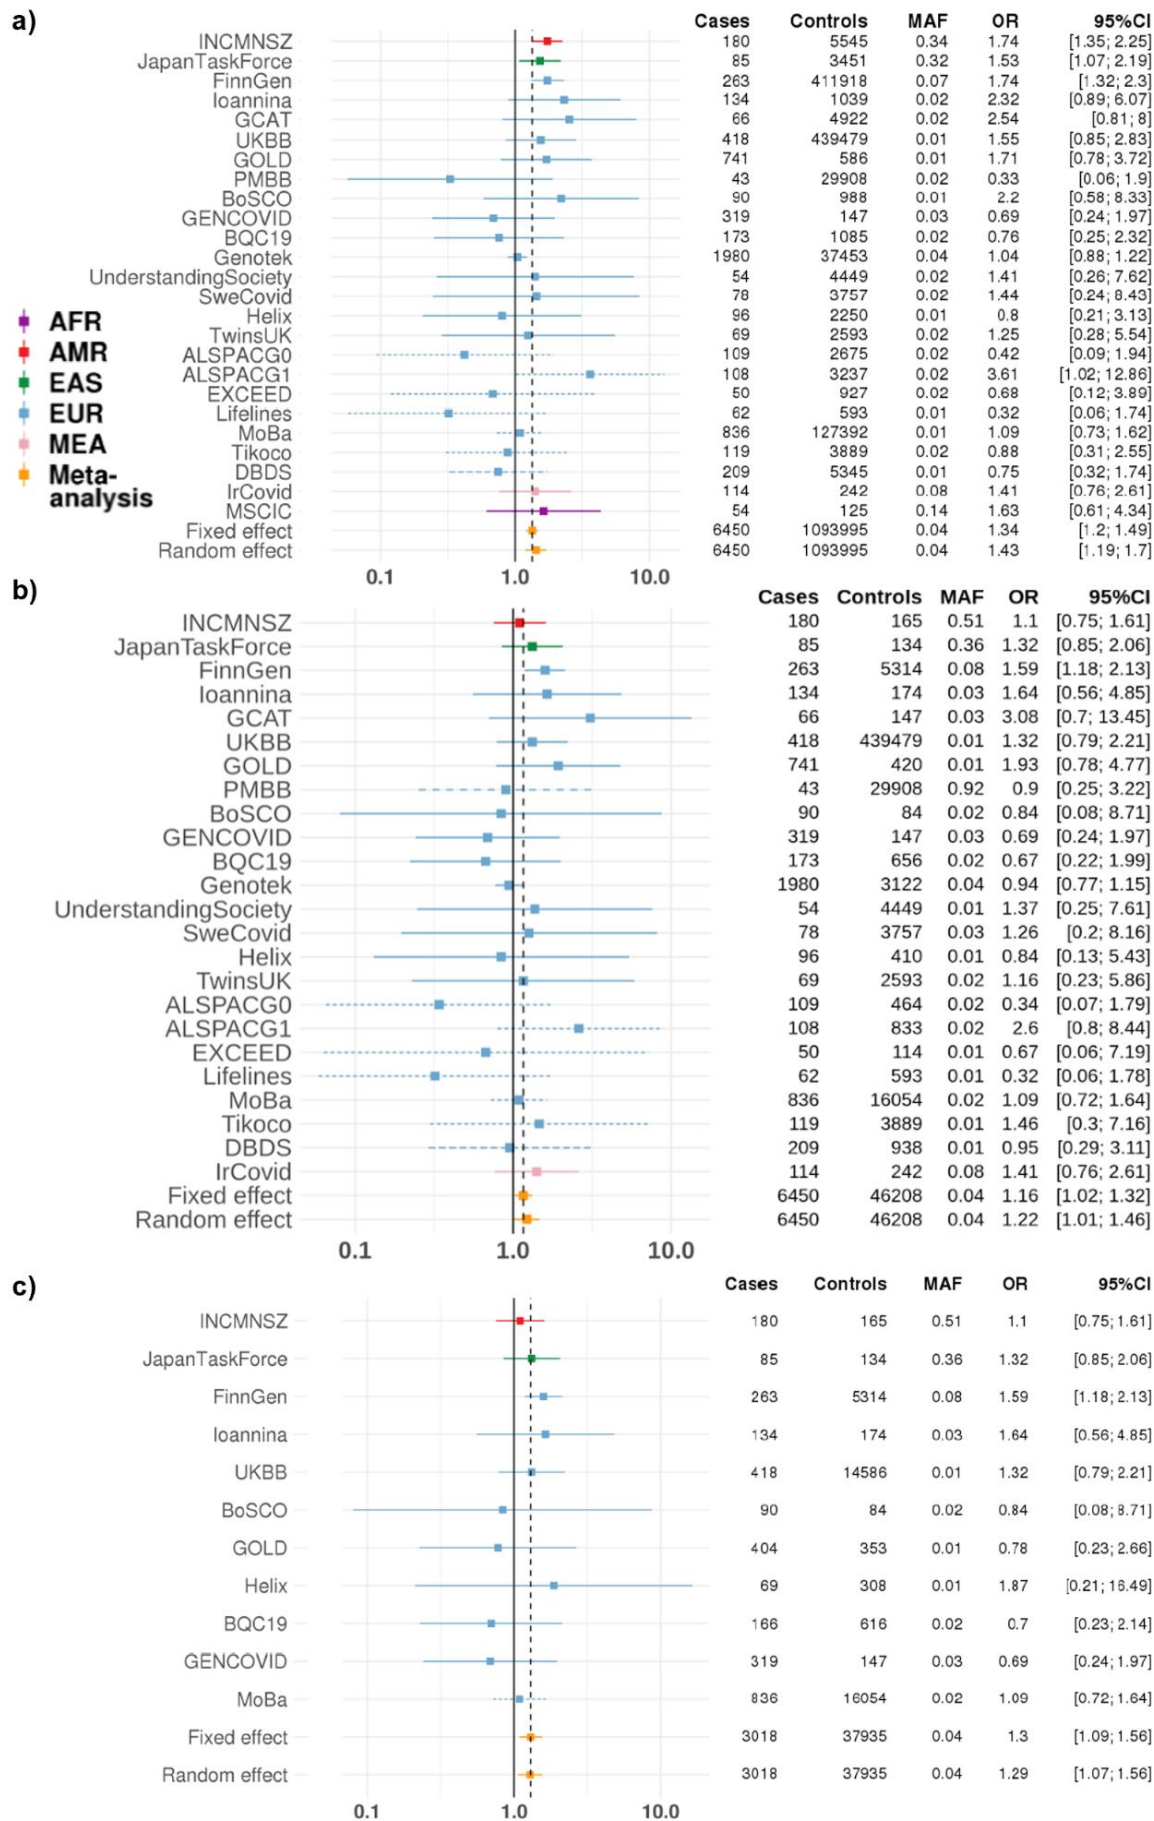 a)
Cases Controls MAF OR 95%CI
INCMNSZ 180 5545 0.34 1.74 [1.35; 2.25]
JapanTaskForce 85 3451 0.32 1.53 [1.07; 2.19]
FinnGen 263 411918 0.07 1.74 [1.32; 2.3]
Ioannina 134 1039 0.02 2.32 [0.89; 6.07]
GCAT 66 4922 0.02 2.54 [0.81; 8]
UKBB 418 439479 0.01 1.55 [0.85; 2.83]
GOLD 741 586 0.01 1.71 [0.78; 3.72]
PMBB 43 29908 0.02 0.33 [0.06; 1.9]
BoSCO 90 988 0.01 2.2 [0.58; 8.33]
GENCOVID 319 147 0.03 0.69 [0.24; 1.97]
BQC19 173 1085 0.02 0.76 [0.25; 2.32]
Genotek 1980 37453 0.04 1.04 [0.88; 1.22]
UnderstandingSociety 54 4449 0.02 1.41 [0.26; 7.62]
SweCovid 78 3757 0.02 1.44 [0.24; 8.43]
Helix 96 2250 0.01 0.8 [0.21; 3.13]
TwinsUK 69 2593 0.02 1.25 [0.28; 5.54]
ALSPACG0 109 2675 0.02 0.42 [0.09; 1.94]
ALSPACG1 108 3237 0.02 3.61 [1.02; 12.86]
EXCEED 50 927 0.02 0.68 [0.12; 3.89]
Lifelines 62 593 0.01 0.32 [0.06; 1.74]
MoBa 836 127392 0.01 1.09 [0.73; 1.62]
Tikoco 119 3889 0.02 0.88 [0.31; 2.55]
DBDS 209 5345 0.01 0.75 [0.32; 1.74]
IrCovid 114 242 0.08 1.41 [0.76; 2.61]
MSCIC 54 125 0.14 1.63 [0.61; 4.34]
Fixed effect 6450 1093995 0.04 1.34 [1.2; 1.49]
Random effect 6450 1093995 0.04 1.43 [1.19; 1.7]
0.1 1.0 10.0
AFR
AMR
EAS
EUR
MEA
Meta-
analysis
b)
Cases Controls MAF OR 95%CI
INCMNSZ 180 165 0.51 1.1 [0.75; 1.61]
JapanTaskForce 85 134 0.36 1.32 [0.85; 2.06]
FinnGen 263 5314 0.08 1.59 [1.18; 2.13]
Ioannina 134 174 0.03 1.64 [0.56; 4.85]
GCAT 66 147 0.03 3.08 [0.7; 13.45]
UKBB 418 439479 0.01 1.32 [0.79; 2.21]
GOLD 741 420 0.01 1.93 [0.78; 4.77]
PMBB 43 29908 0.92 0.9 [0.25; 3.22]
BoSCO 90 84 0.02 0.84 [0.08; 8.71]
GENCOVID 319 147 0.03 0.69 [0.24; 1.97]
BQC19 173 656 0.02 0.67 [0.22; 1.99]
Genotek 1980 3122 0.04 0.94 [0.77; 1.15]
UnderstandingSociety 54 4449 0.01 1.37 [0.25; 7.61]
SweCovid 78 3757 0.03 1.26 [0.2; 8.16]
Helix 96 410 0.01 0.84 [0.13; 5.43]
TwinsUK 69 2593 0.02 1.16 [0.23; 5.86]
ALSPACG0 109 464 0.02 0.34 [0.07; 1.79]
ALSPACG1 108 833 0.02 2.6 [0.8; 8.44]
EXCEED 50 114 0.01 0.67 [0.06; 7.19]
Lifelines 62 593 0.01 0.32 [0.06; 1.78]
MoBa 836 16054 0.02 1.09 [0.72; 1.64]
Tikoco 119 3889 0.01 1.46 [0.3; 7.16]
DBDS 209 938 0.01 0.95 [0.29; 3.11]
IrCovid 114 242 0.08 1.41 [0.76; 2.61]
Fixed effect 6450 46208 0.04 1.16 [1.02; 1.32]
Random effect 6450 46208 0.04 1.22 [1.01; 1.46]
0.1 1.0 10.0
c)
Cases Controls MAF OR 95%CI
INCMNSZ 180 165 0.51 1.1 [0.75; 1.61]
JapanTaskForce 85 134 0.36 1.32 [0.85; 2.06]
FinnGen 263 5314 0.08 1.59 [1.18; 2.13]
Ioannina 134 174 0.03 1.64 [0.56; 4.85]
UKBB 418 14586 0.01 1.32 [0.79; 2.21]
BoSCO 90 84 0.02 0.84 [0.08; 8.71]
GOLD 404 353 0.01 0.78 [0.23; 2.66]
Helix 69 308 0.01 1.87 [0.21; 16.49]
BQC19 166 616 0.02 0.7 [0.23; 2.14]
GENCOVID 319 147 0.03 0.69 [0.24; 1.97]
MoBa 836 16054 0.02 1.09 [0.72; 1.64]
Fixed effect 3018 37935 0.04 1.3 [1.09; 1.56]
Random effect 3018 37935 0.04 1.29 [1.07; 1.56]
0.1 1.0 10.0